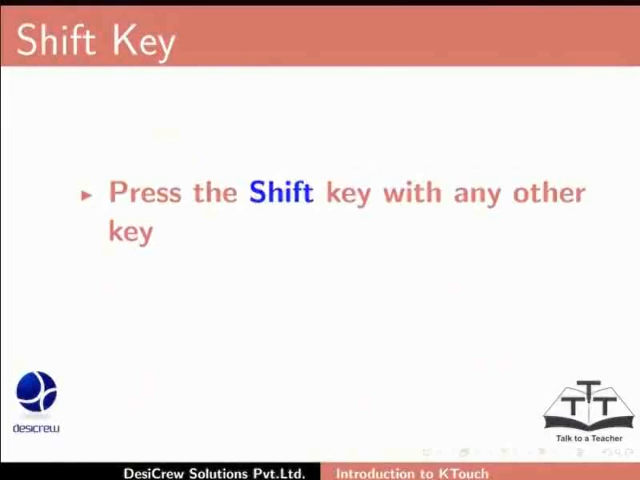 Shift Key
Press the Shift key with any other
key
desicrew
TTT
Talk to a Teacher
DesiCrew Solutions Pvt.Ltd. Introduction to KTouch